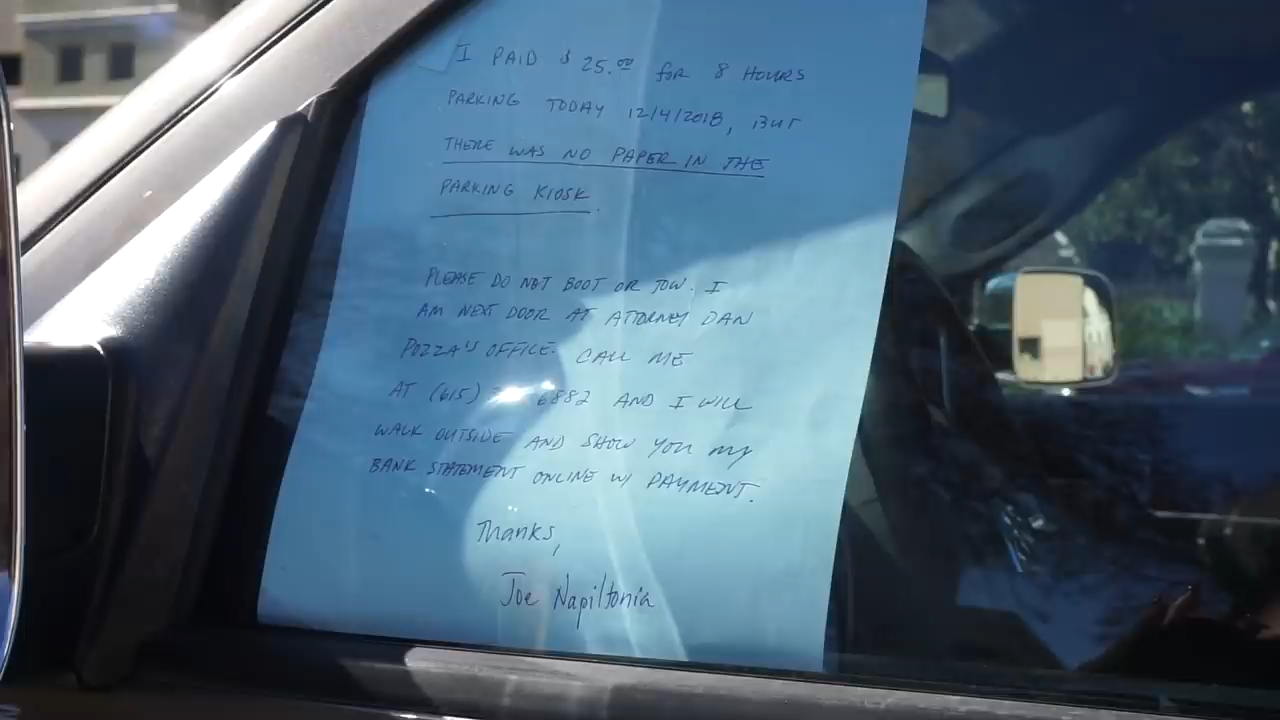 I PAID $25.00 for 8 HOURS
PARKING TODAY 12/4/2018, BUT
THERE WAS NO PAPER IN THE
PARKING KIOSK.
PLEASE DO NOT BOOT OR TOW. I
AM NEXT DOOR AT ATTORNEY DAN
POZZA'S OFFICE. CALL ME
AT (615) 6882 AND I WILL
WALK OUTSIDE AND SHOW YOU MY
BANK STATEMENT ONLINE W/ PAYMENT.
Thanks,
Joe Napiltonia